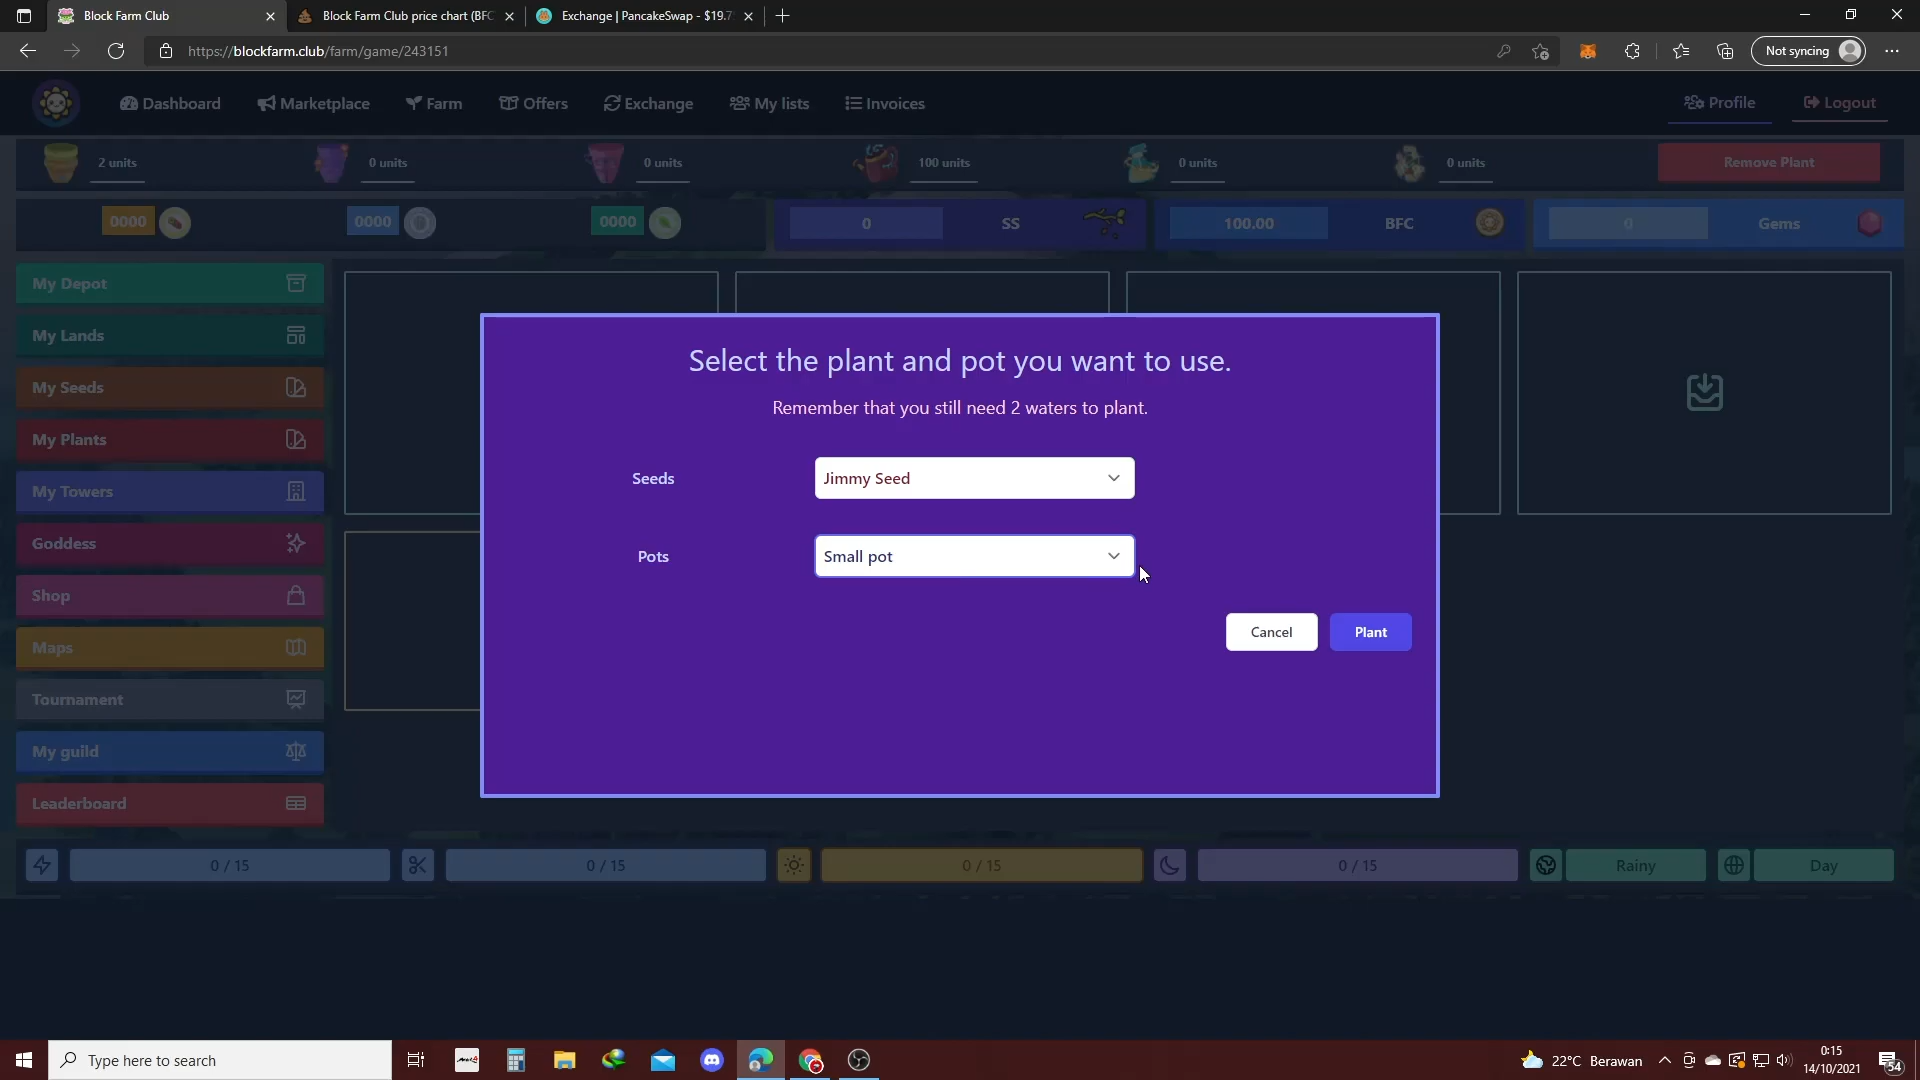 Block Farm Club
Block Farm Club price chart (BFC
Exchange | PancakeSwap - $19.7
https://blockfarm.club/farm/game/243151
Not syncing
Dashboard
Marketplace
Farm
Offers
Exchange
My lists
Invoices
Profile
Logout
2 units
0 units
0 units
100 units
0 units
0 units
Remove Plant
0000
0000
0000
0
SS
100.00
BFC
0
Gems
My Depot
My Lands
My Seeds
My Plants
My Towers
Goddess
Shop
Maps
Tournament
My guild
Leaderboard
Select the plant and pot you want to use.
Remember that you still need 2 waters to plant.
Seeds
Jimmy Seed
Pots
Small pot
Cancel
Plant
0 / 15
0 / 15
0 / 15
0 / 15
Rainy
Day
Type here to search
22°C Berawan
0:15
14/10/2021
54